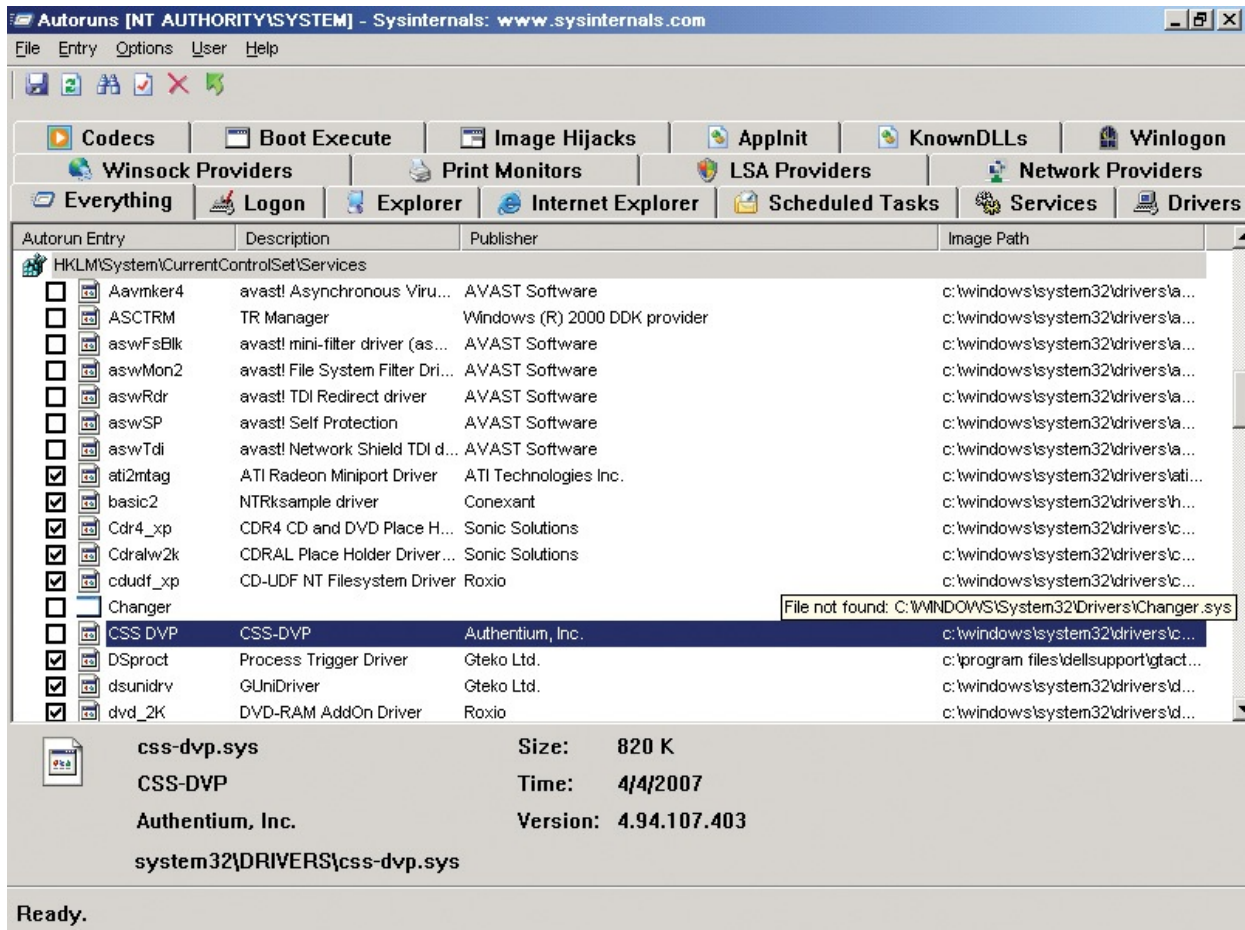 Autoruns [NT AUTHORITY\SYSTEM] - Sysinternals: www.sysinternals.com
File Entry Options User Help
Codecs Boot Execute Image Hijacks AppInit KnownDLLs Winlogon
Winsock Providers Print Monitors LSA Providers Network Providers
Everything Logon Explorer Internet Explorer Scheduled Tasks Services Drivers
Autorun Entry Description Publisher Image Path
HKLM\System\CurrentControlSet\Services
Aavmker4 avast! Asynchronous Viru... AVAST Software c:\windows\system32\drivers\a...
ASCTRM TR Manager Windows (R) 2000 DDK provider c:\windows\system32\drivers\a...
aswFsBlk avast! mini-filter driver (as... AVAST Software c:\windows\system32\drivers\a...
aswMon2 avast! File System Filter Dri... AVAST Software c:\windows\system32\drivers\a...
aswRdr avast! TDI Redirect driver AVAST Software c:\windows\system32\drivers\a...
aswSP avast! Self Protection AVAST Software c:\windows\system32\drivers\a...
aswTdi avast! Network Shield TDI d... AVAST Software c:\windows\system32\drivers\a...
ati2mtag ATI Radeon Miniport Driver ATI Technologies Inc. c:\windows\system32\drivers\ati...
basic2 NTRksample driver Conexant c:\windows\system32\drivers\h...
Cdr4_xp CDR4 CD and DVD Place H... Sonic Solutions c:\windows\system32\drivers\c...
Cdralw2k CDRAL Place Holder Driver... Sonic Solutions c:\windows\system32\drivers\c...
cdudf_xp CD-UDF NT Filesystem Driver Roxio c:\windows\system32\drivers\c...
Changer File not found: C:\WINDOWS\System32\Drivers\Changer.sys
CSS DVP CSS-DVP Authentium, Inc. c:\windows\system32\drivers\c...
DSproct Process Trigger Driver Gteko Ltd. c:\program files\dellsupport\gtact...
dsunidrv GUniDriver Gteko Ltd. c:\windows\system32\drivers\d...
dvd_2K DVD-RAM AddOn Driver Roxio c:\windows\system32\drivers\d...
css-dvp.sys Size: 820 K
CSS-DVP Time: 4/4/2007
Authentium, Inc. Version: 4.94.107.403
system32\DRIVERS\css-dvp.sys
Ready.